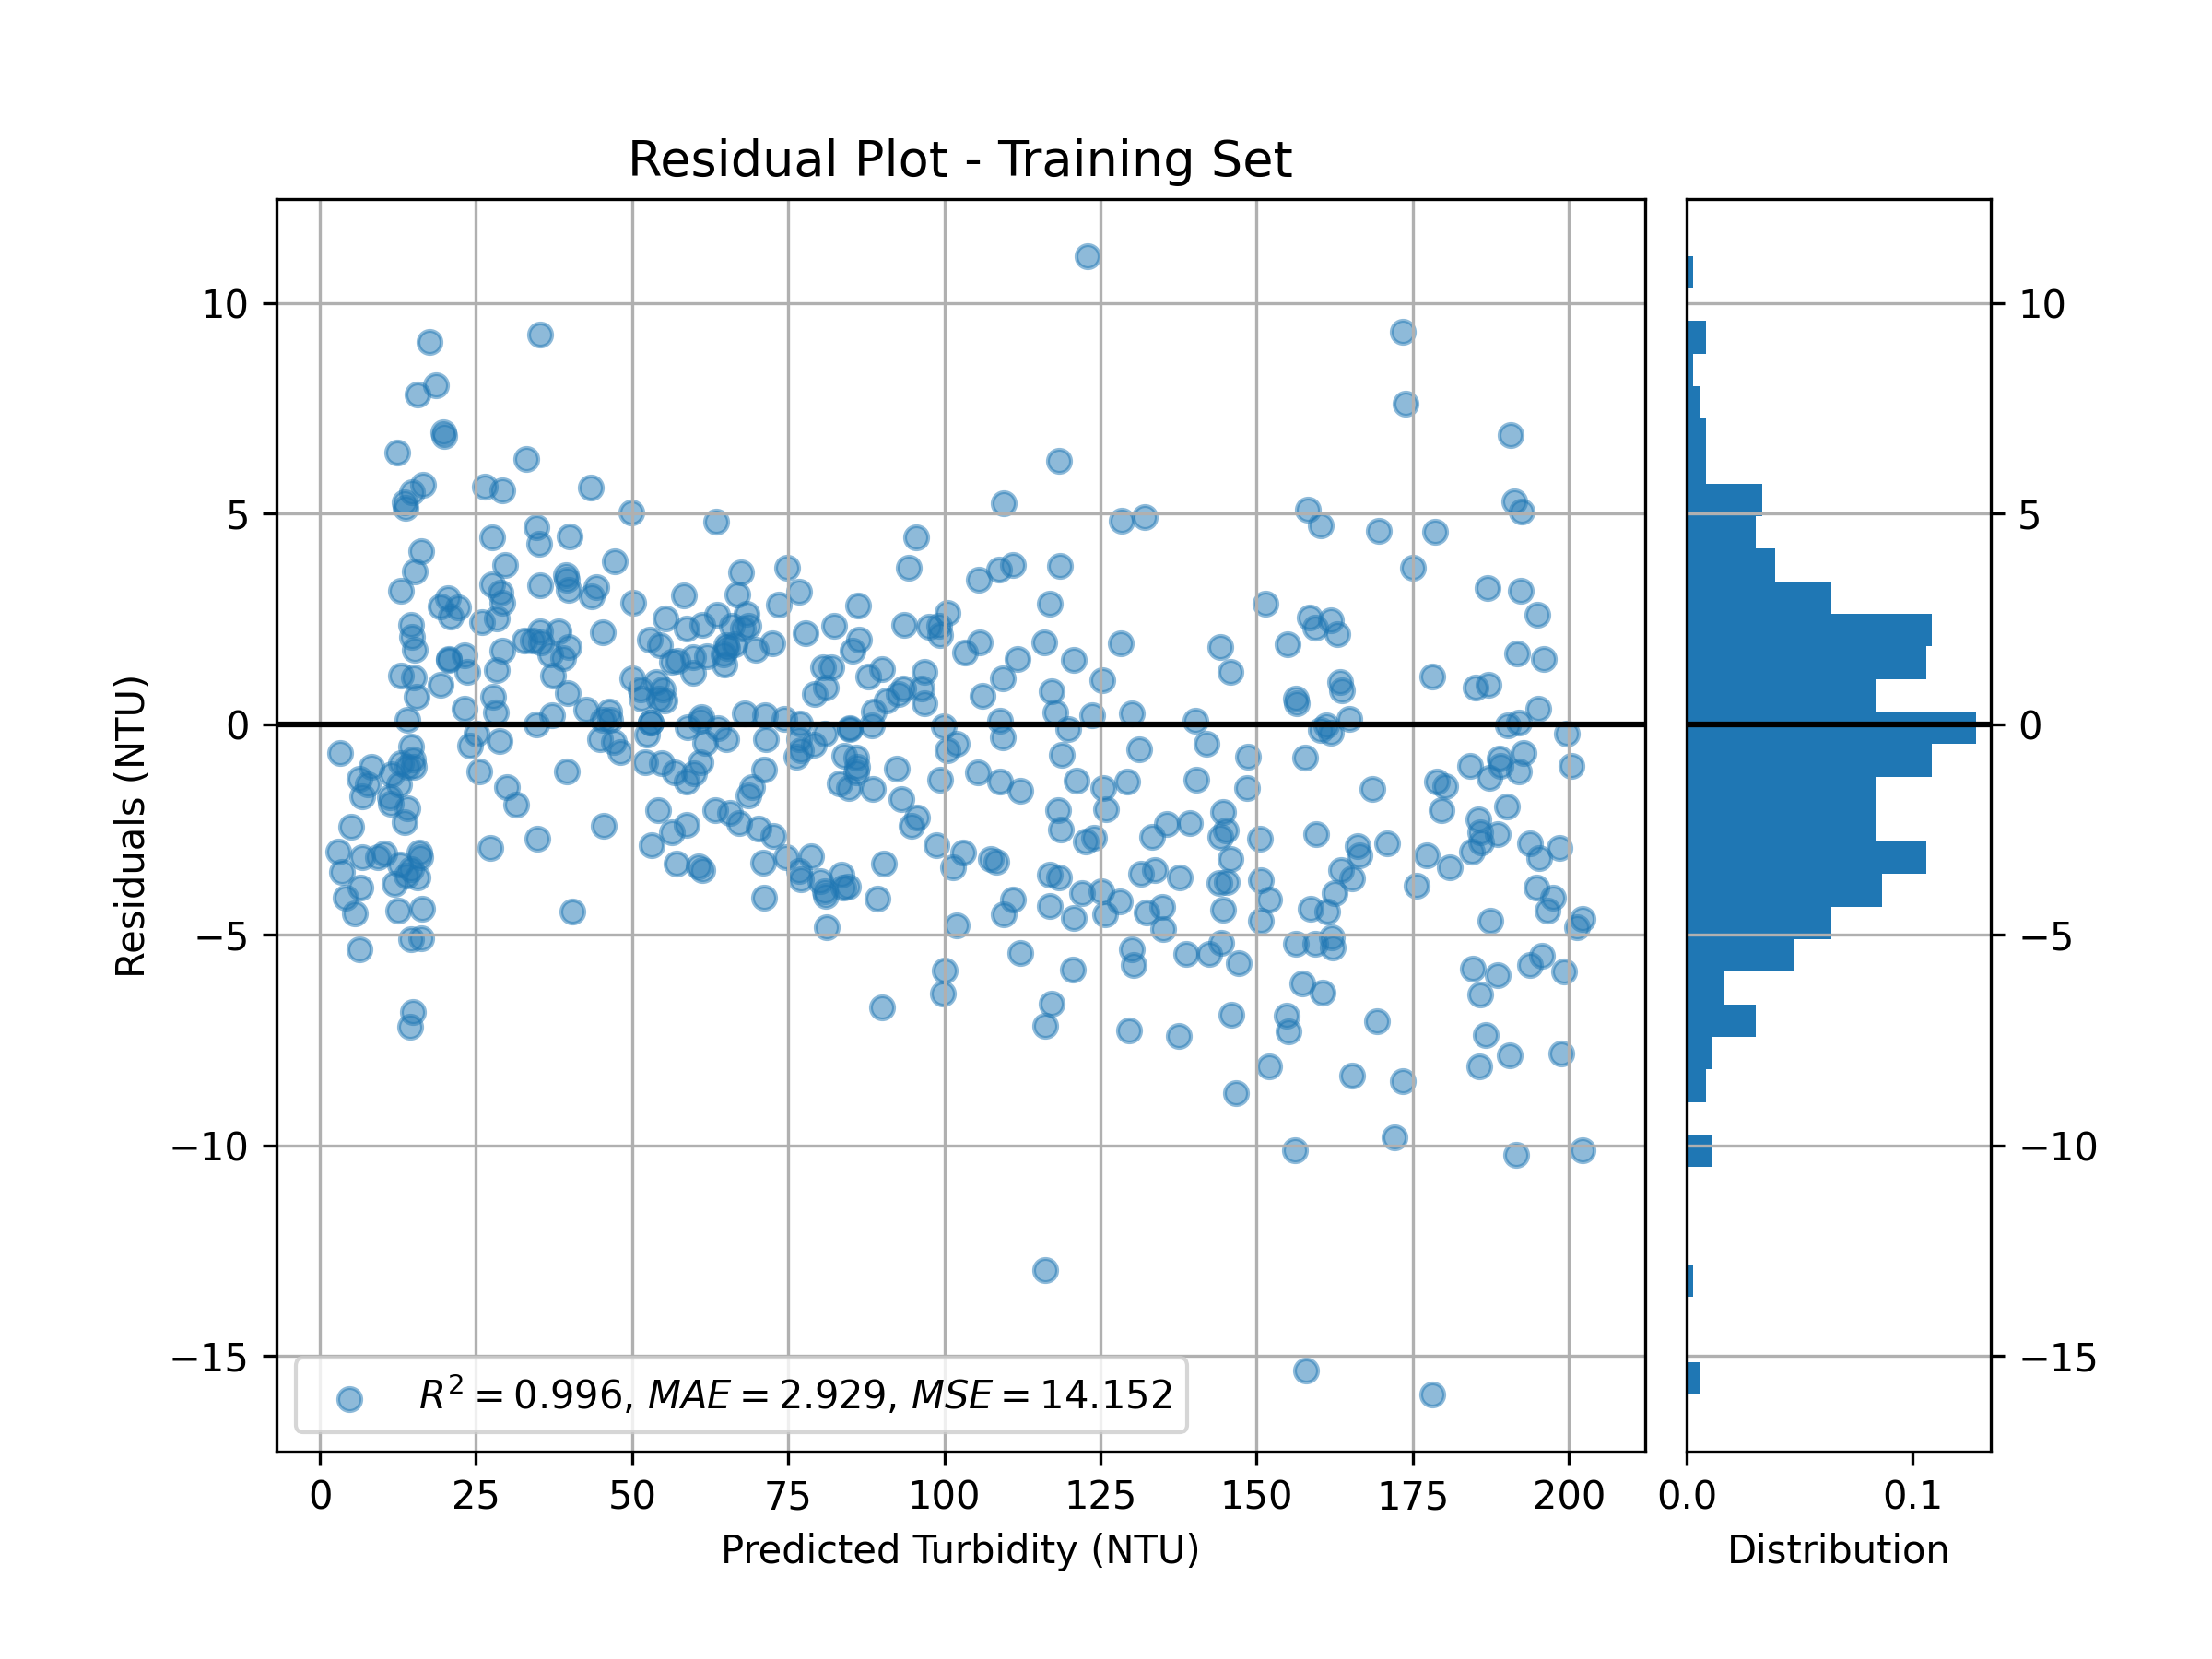 Residual Plot - Training Set
Residuals (NTU)
10
5
0
−5
−10
−15
R² = 0.996, MAE = 2.929, MSE = 14.152
0 25 50 75 100 125 150 175 200
Predicted Turbidity (NTU)
10
5
0
−5
−10
−15
0.0 0.1
Distribution